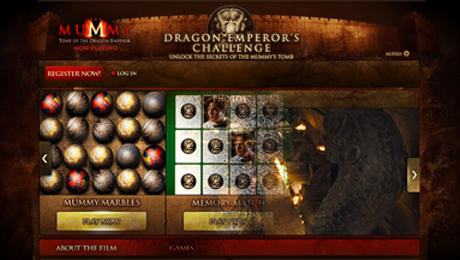 MUMMY
TOMB OF THE DRAGON EMPEROR
NOW PLAYING
DRAGON EMPEROR'S
CHALLENGE
UNLOCK THE SECRETS OF THE MUMMY'S TOMB
AUDIO
REGISTER NOW!
LOG IN
MUMMY MARBLES
MEMORY MATCH
PLAY NOW
PLAY NOW
ABOUT THE FILM
GAMES